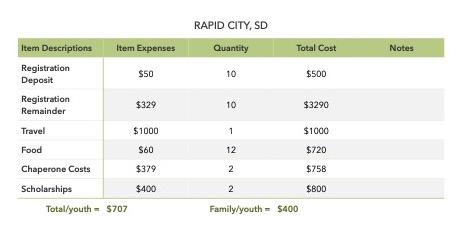 RAPID CITY, SD
Item Descriptions Item Expenses Quantity Total Cost Notes
Registration
Deposit $50 10 $500
Registration
Remainder $329 10 $3290
Travel $1000 1 $1000
Food $60 12 $720
Chaperone Costs $379 2 $758
Scholarships $400 2 $800
Total/youth = $707 Family/youth = $400